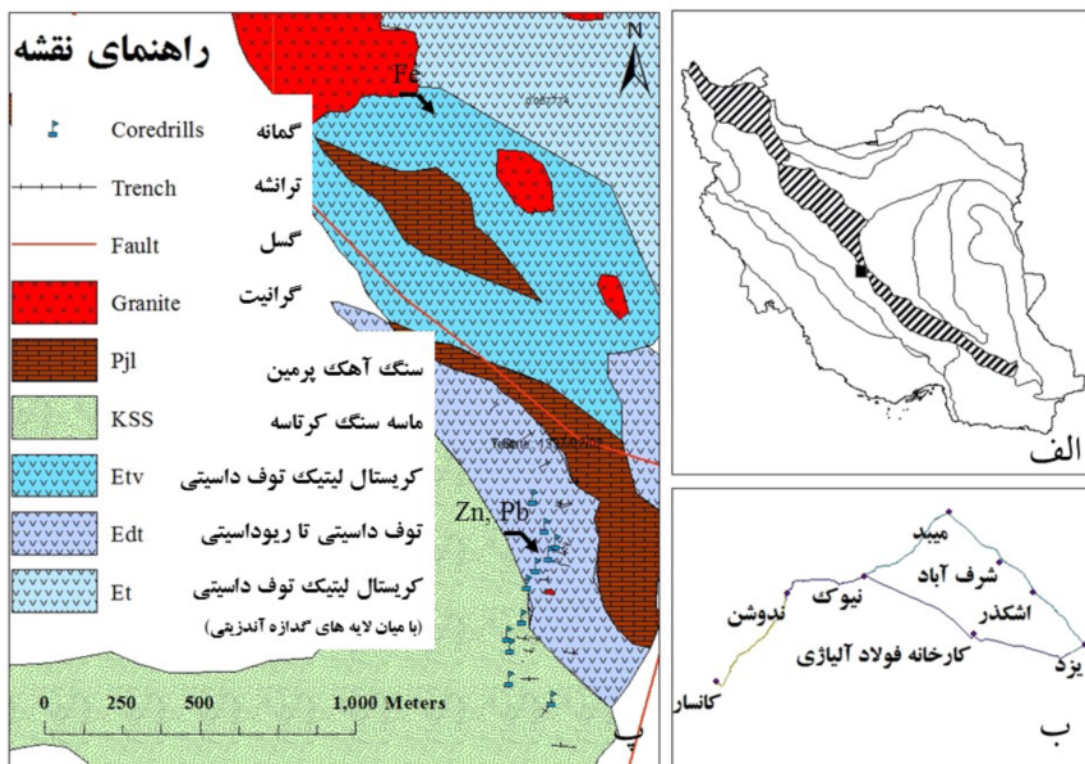 راهنمای نقشه
Coredrills گمانه
Trench ترانشه
Fault گسل
Granite گرانیت
Pjl سنگ آهک پرمین
KSS ماسه سنگ کرتاسه
Etv کریستال لیتیک توف داسیتی
Edt توف داسیتی تا ریوداسیتی
Et کریستال لیتیک توف داسیتی
(با میان لایه های گدازه آندزیتی)
0 250 500 1,000 Meters
N
Fe
Zn, Pb
پ
الف
میبد
شرف آباد
نیوک
اشکذر
ندوشن
کارخانه فولاد آلیاژی
یزد
کانسار
ب